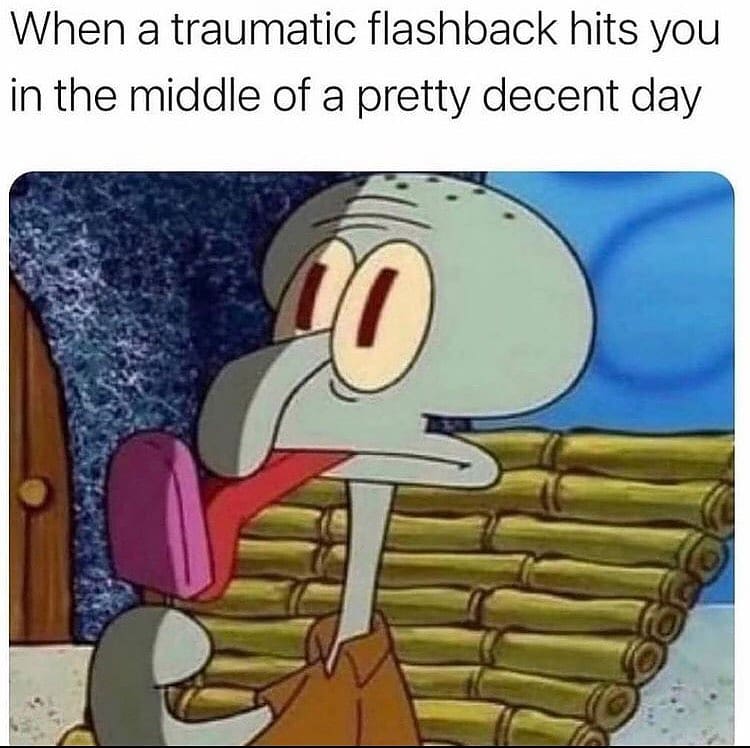 When a traumatic flashback hits you
in the middle of a pretty decent day